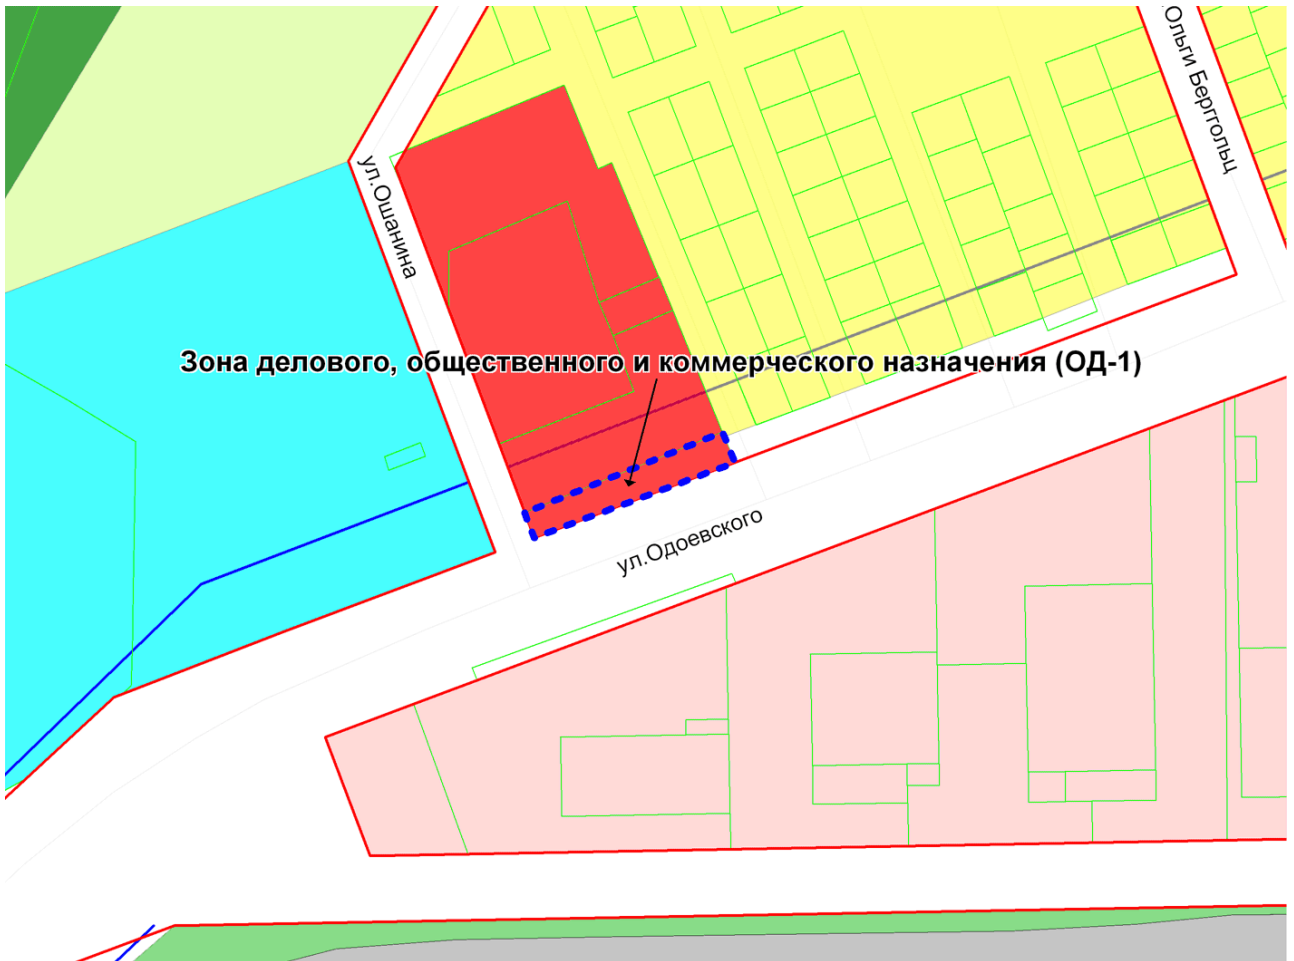 Ольги Берггольц
ул.Ошанина
Зона делового, общественного и коммерческого назначения (ОД-1)
ул.Одоевского